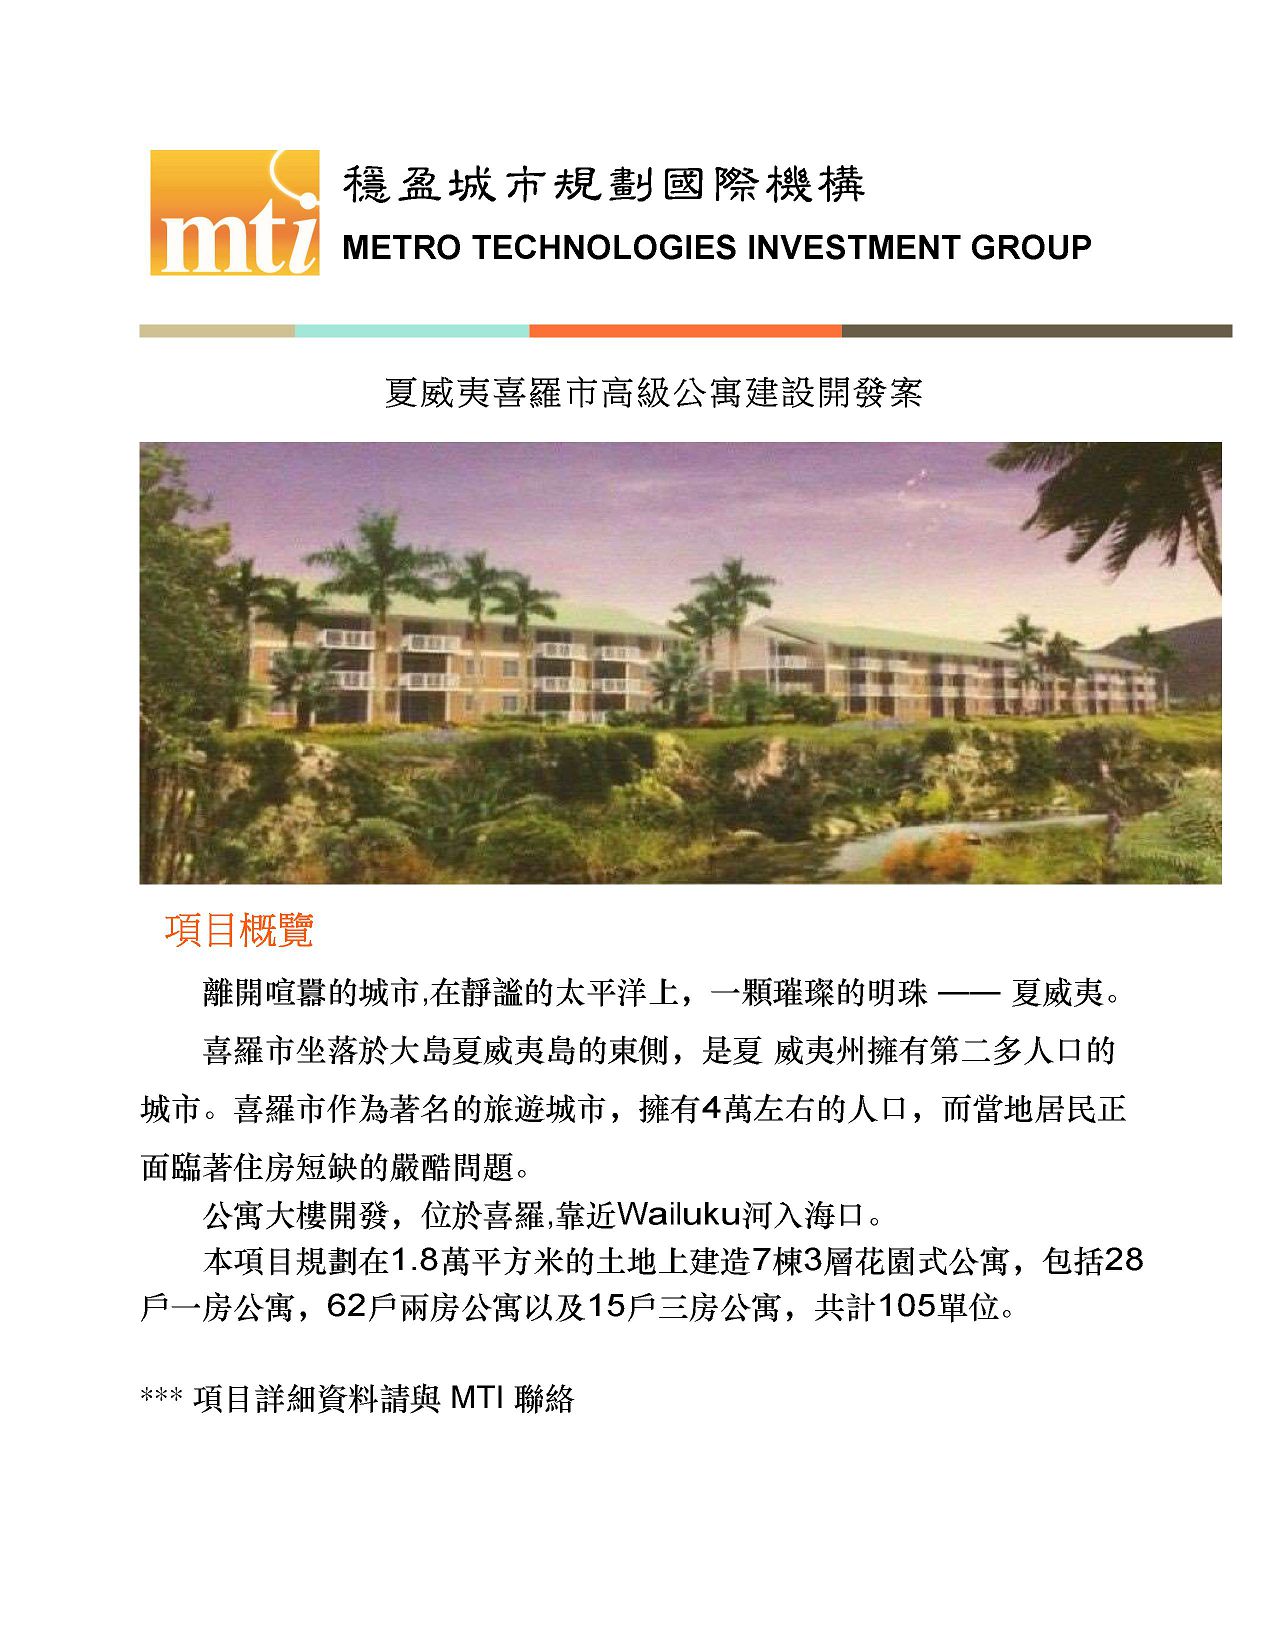 mti
穩盈城市規劃國際機構
METRO TECHNOLOGIES INVESTMENT GROUP
夏威夷喜羅市高級公寓建設開發案
項目概覽
離開喧囂的城市,在靜謐的太平洋上，一顆璀璨的明珠 —— 夏威夷。
喜羅市坐落於大島夏威夷島的東側，是夏 威夷州擁有第二多人口的
城市。喜羅市作為著名的旅遊城市，擁有4萬左右的人口，而當地居民正
面臨著住房短缺的嚴酷問題。
公寓大樓開發，位於喜羅,靠近Wailuku河入海口。
本項目規劃在1.8萬平方米的土地上建造7棟3層花園式公寓，包括28
戶一房公寓，62戶兩房公寓以及15戶三房公寓，共計105單位。
*** 項目詳細資料請與 MTI 聯絡